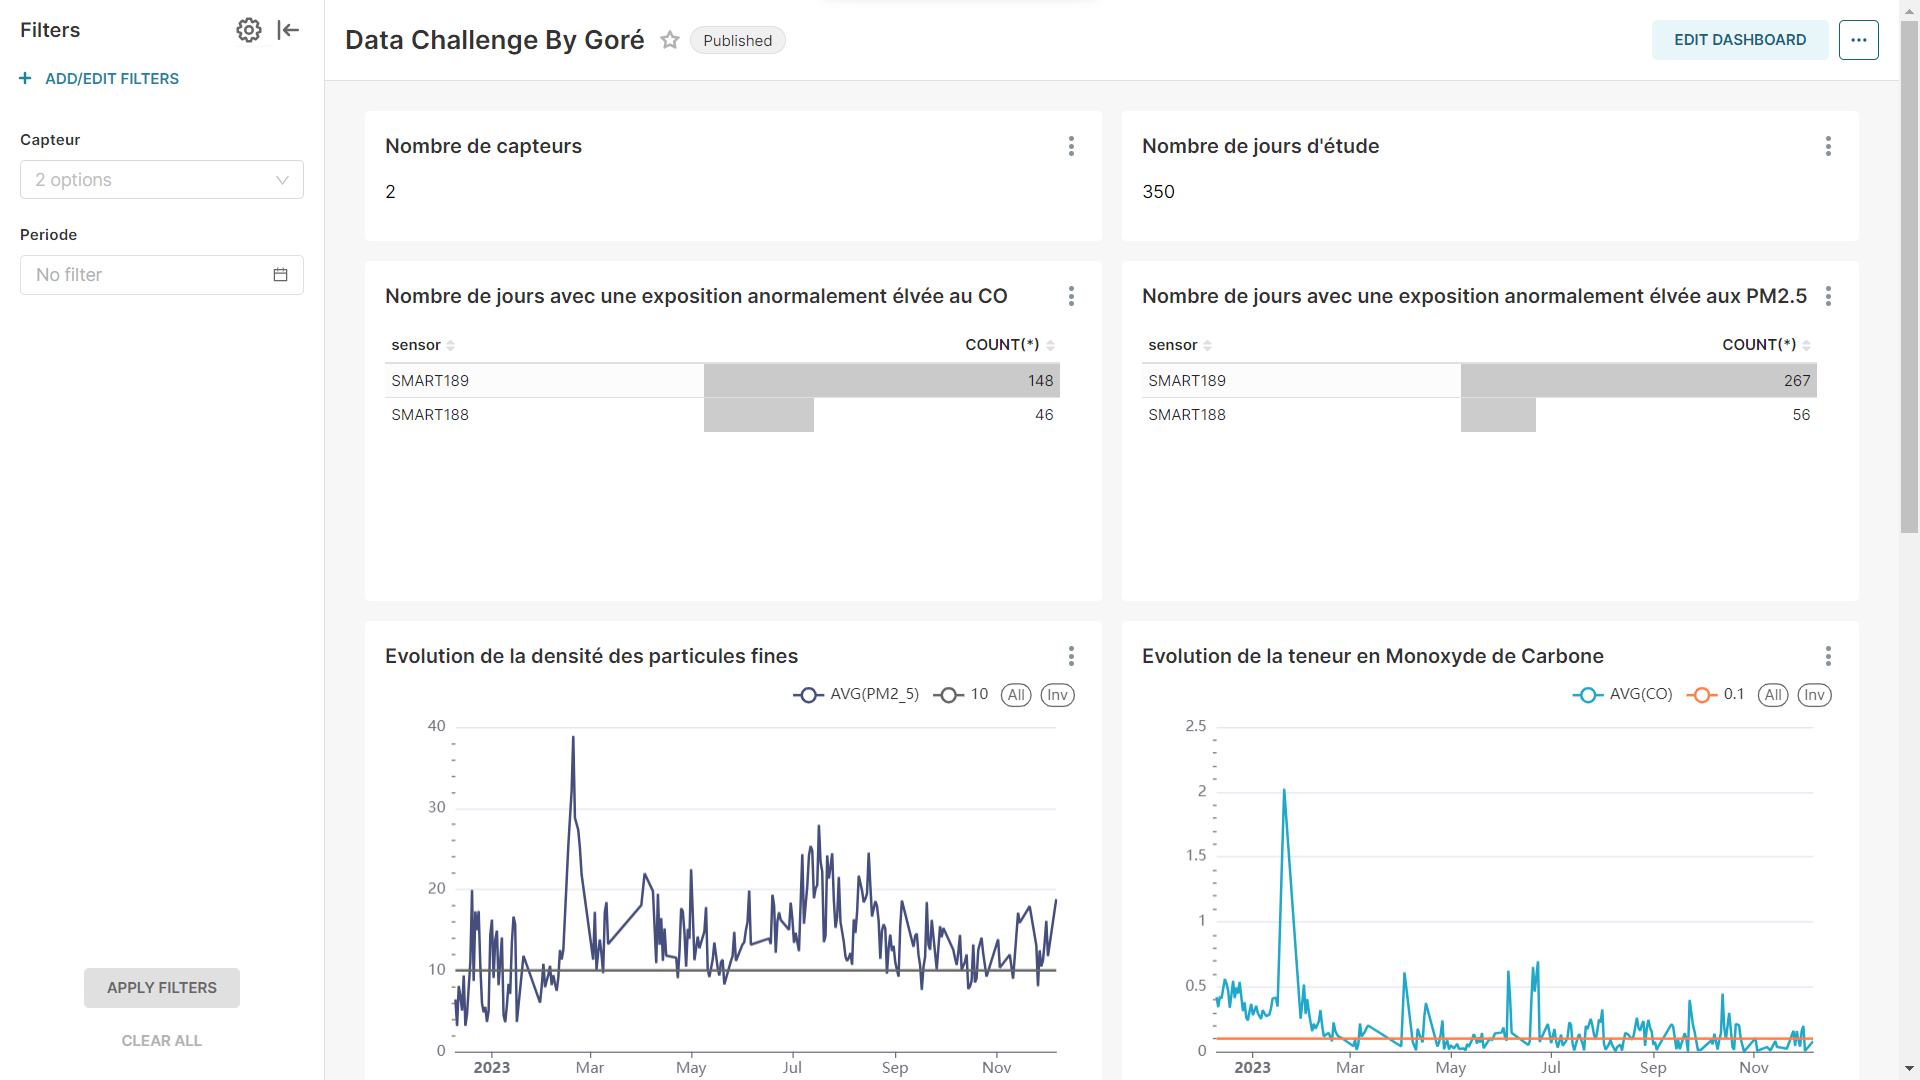 Filters
ADD/EDIT FILTERS
Capteur
2 options
Periode
No filter
APPLY FILTERS
CLEAR ALL
Data Challenge By Goré
Published
EDIT DASHBOARD
Nombre de capteurs
2
Nombre de jours d'étude
350
Nombre de jours avec une exposition anormalement élvée au CO
sensor COUNT(*)
SMART189 148
SMART188 46
Nombre de jours avec une exposition anormalement élvée aux PM2.5
sensor COUNT(*)
SMART189 267
SMART188 56
Evolution de la densité des particules fines
AVG(PM2_5) 10 All Inv
40
30
20
10
0
2023 Mar May Jul Sep Nov
Evolution de la teneur en Monoxyde de Carbone
AVG(CO) 0.1 All Inv
2.5
2
1.5
1
0.5
0
2023 Mar May Jul Sep Nov